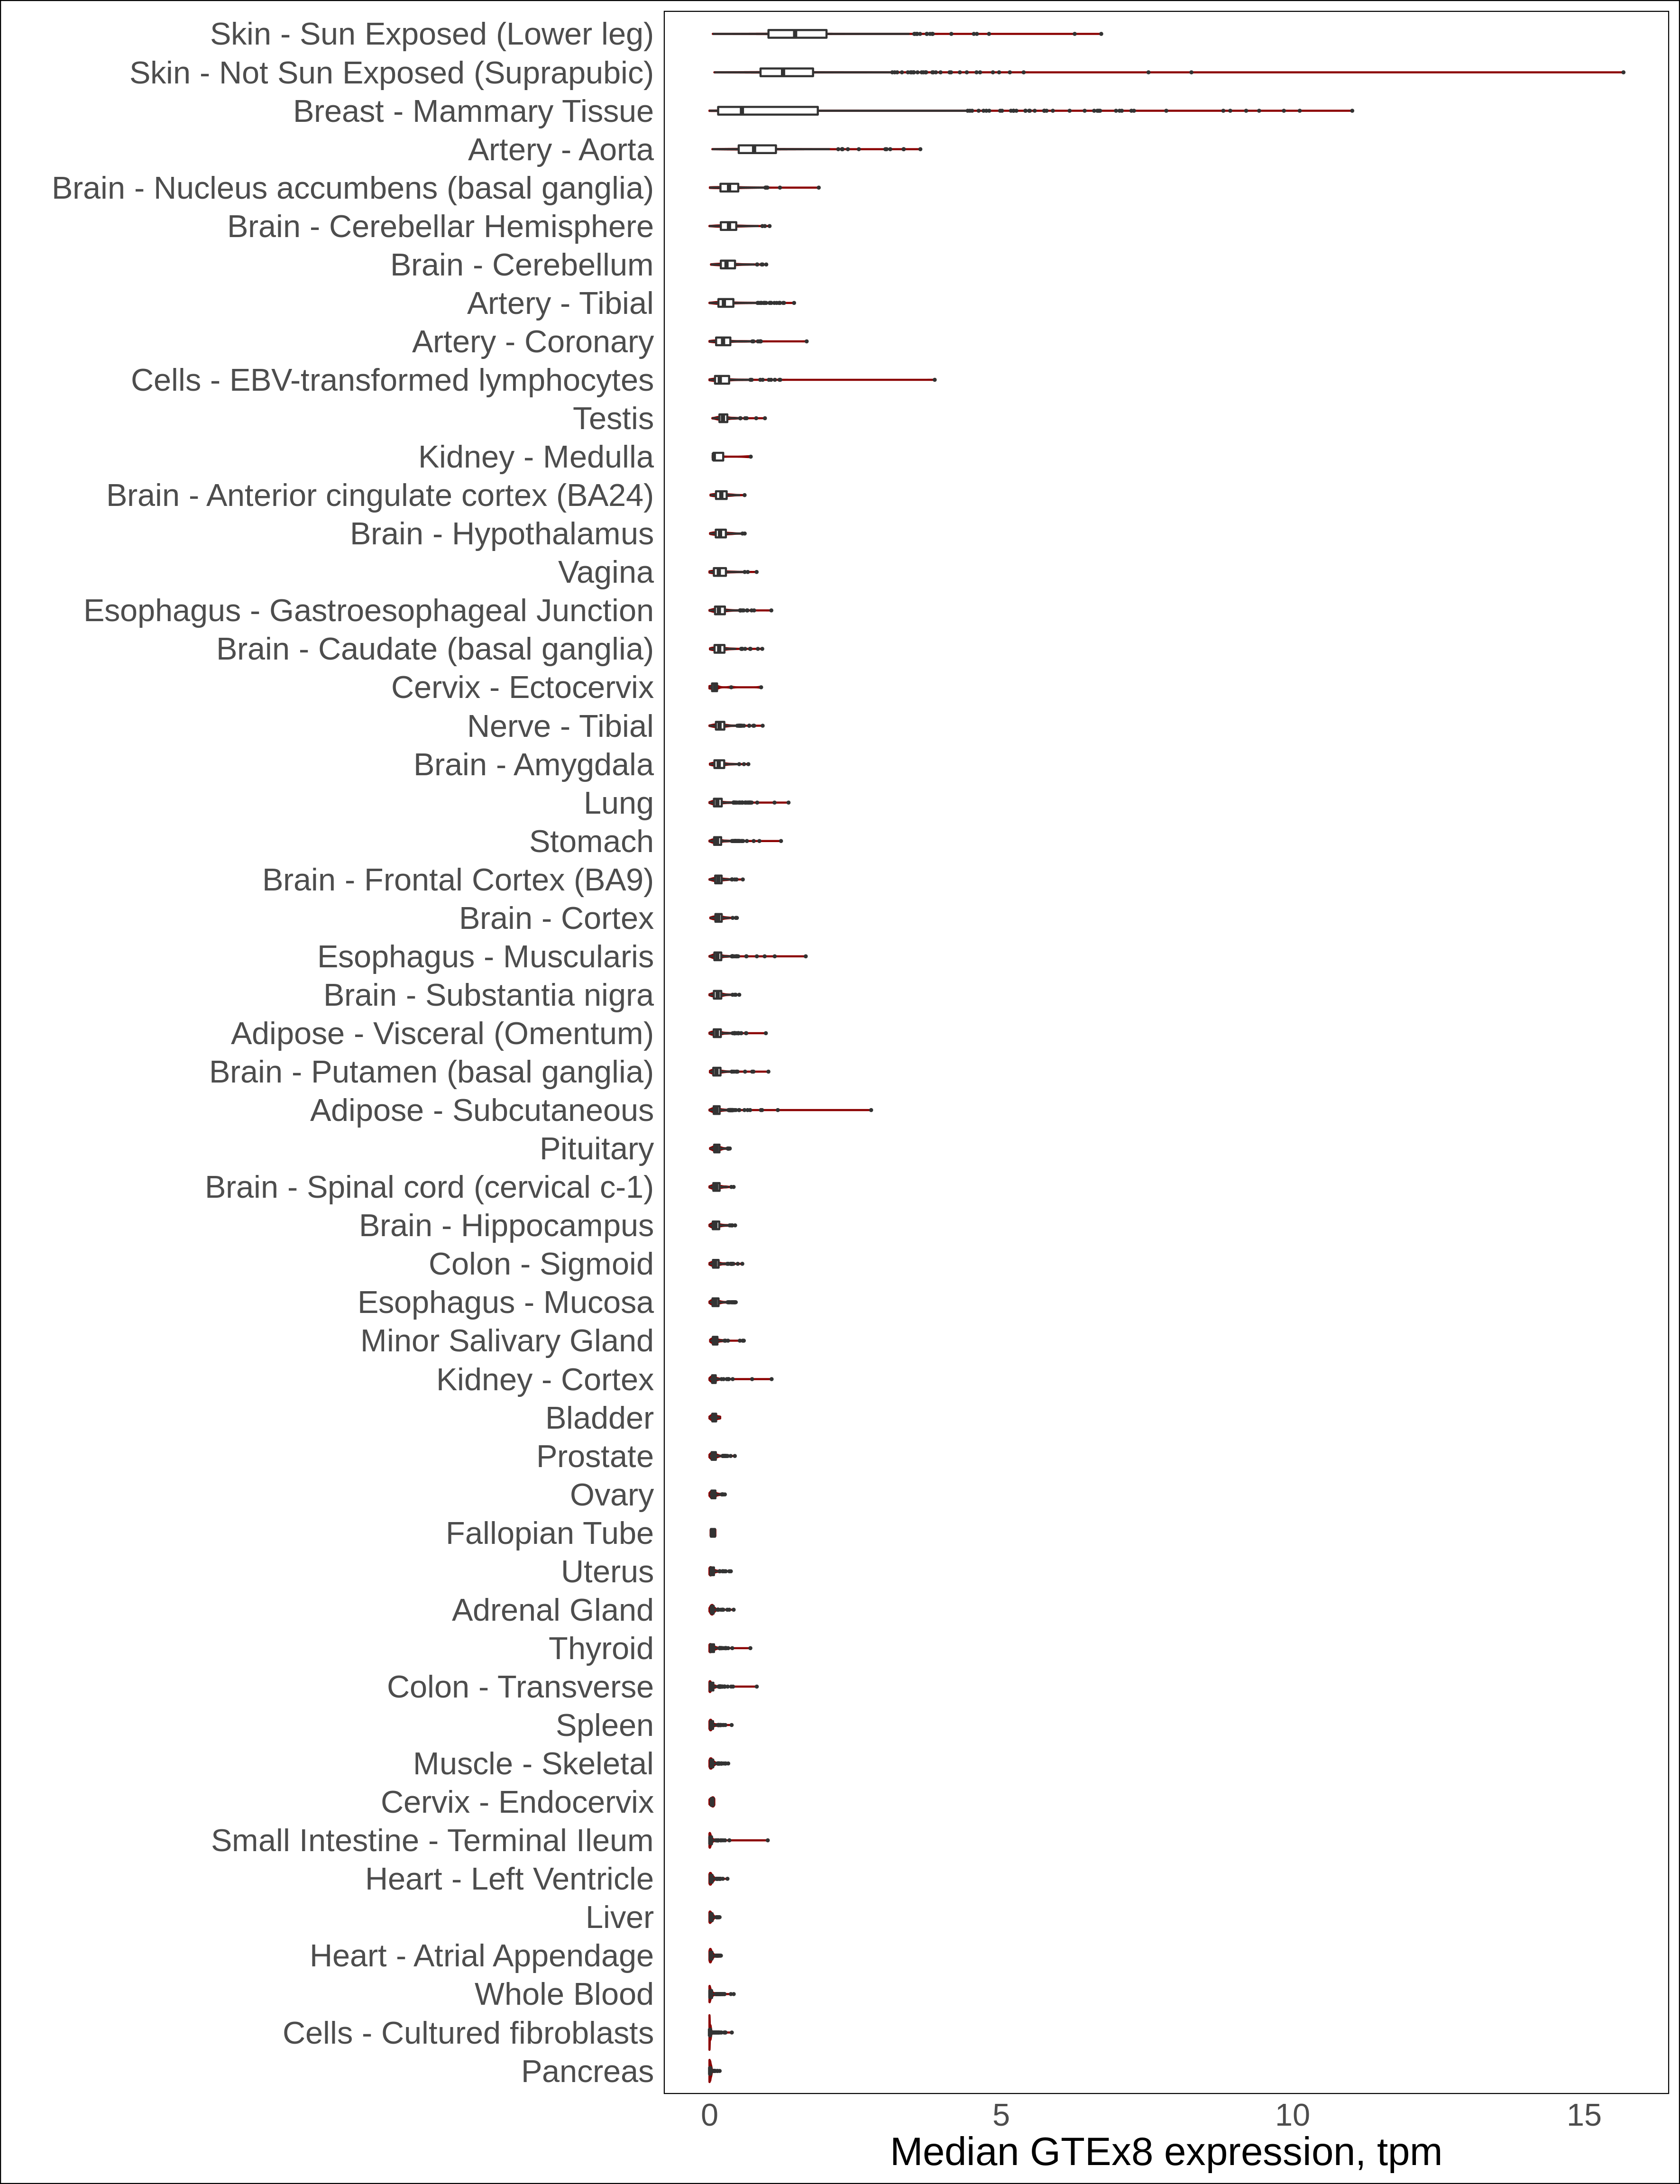 Skin - Sun Exposed (Lower leg)
Skin - Not Sun Exposed (Suprapubic)
Breast - Mammary Tissue
Artery - Aorta
Brain - Nucleus accumbens (basal ganglia)
Brain - Cerebellar Hemisphere
Brain - Cerebellum
Artery - Tibial
Artery - Coronary
Cells - EBV-transformed lymphocytes
Testis
Kidney - Medulla
Brain - Anterior cingulate cortex (BA24)
Brain - Hypothalamus
Vagina
Esophagus - Gastroesophageal Junction
Brain - Caudate (basal ganglia)
Cervix - Ectocervix
Nerve - Tibial
Brain - Amygdala
Lung
Stomach
Brain - Frontal Cortex (BA9)
Brain - Cortex
Esophagus - Muscularis
Brain - Substantia nigra
Adipose - Visceral (Omentum)
Brain - Putamen (basal ganglia)
Adipose - Subcutaneous
Pituitary
Brain - Spinal cord (cervical c-1)
Brain - Hippocampus
Colon - Sigmoid
Esophagus - Mucosa
Minor Salivary Gland
Kidney - Cortex
Bladder
Prostate
Ovary
Fallopian Tube
Uterus
Adrenal Gland
Thyroid
Colon - Transverse
Spleen
Muscle - Skeletal
Cervix - Endocervix
Small Intestine - Terminal Ileum
Heart - Left Ventricle
Liver
Heart - Atrial Appendage
Whole Blood
Cells - Cultured fibroblasts
Pancreas
0 5 10 15
Median GTEx8 expression, tpm